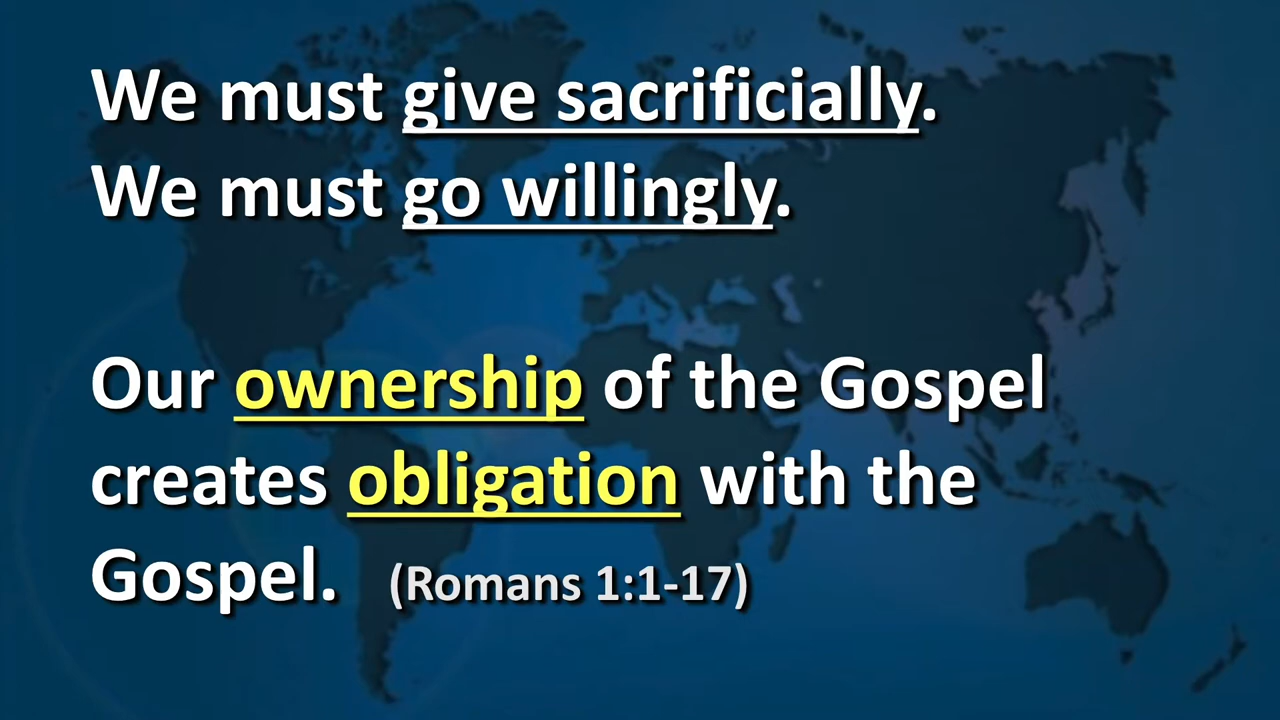 We must give sacrificially.
We must go willingly.
Our ownership of the Gospel
creates obligation with the
Gospel. (Romans 1:1-17)